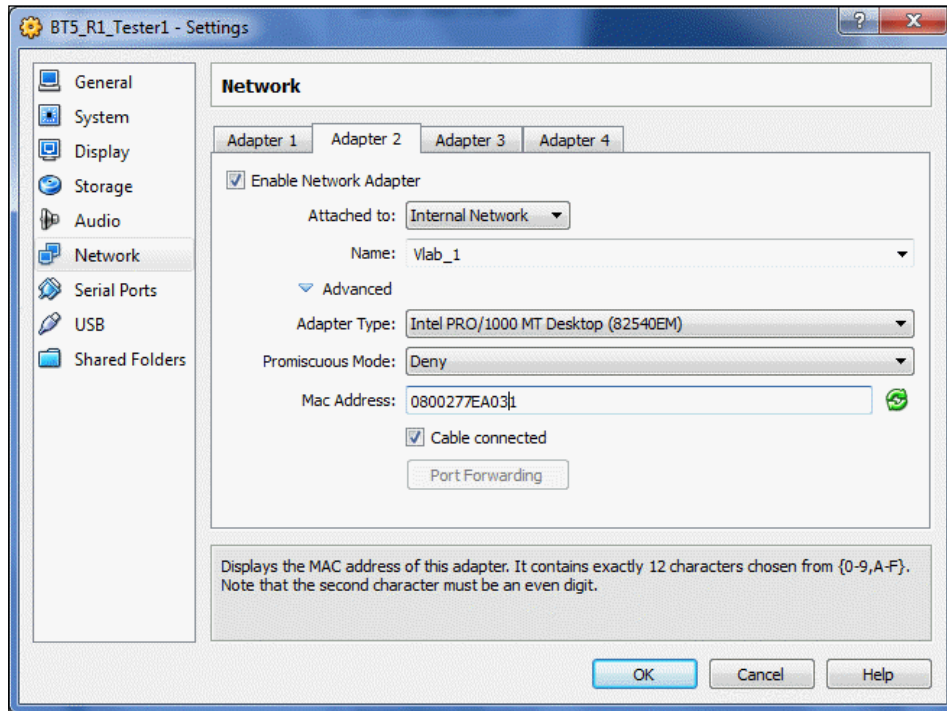 BT5_R1_Tester1 - Settings
?
X
General
System
Display
Storage
Audio
Network
Serial Ports
USB
Shared Folders
Network
Adapter 1 Adapter 2 Adapter 3 Adapter 4
Enable Network Adapter
Attached to: Internal Network
Name: Vlab_1
Advanced
Adapter Type: Intel PRO/1000 MT Desktop (82540EM)
Promiscuous Mode: Deny
Mac Address: 0800277EA031
Cable connected
Port Forwarding
Displays the MAC address of this adapter. It contains exactly 12 characters chosen from {0-9,A-F}.
Note that the second character must be an even digit.
OK Cancel Help